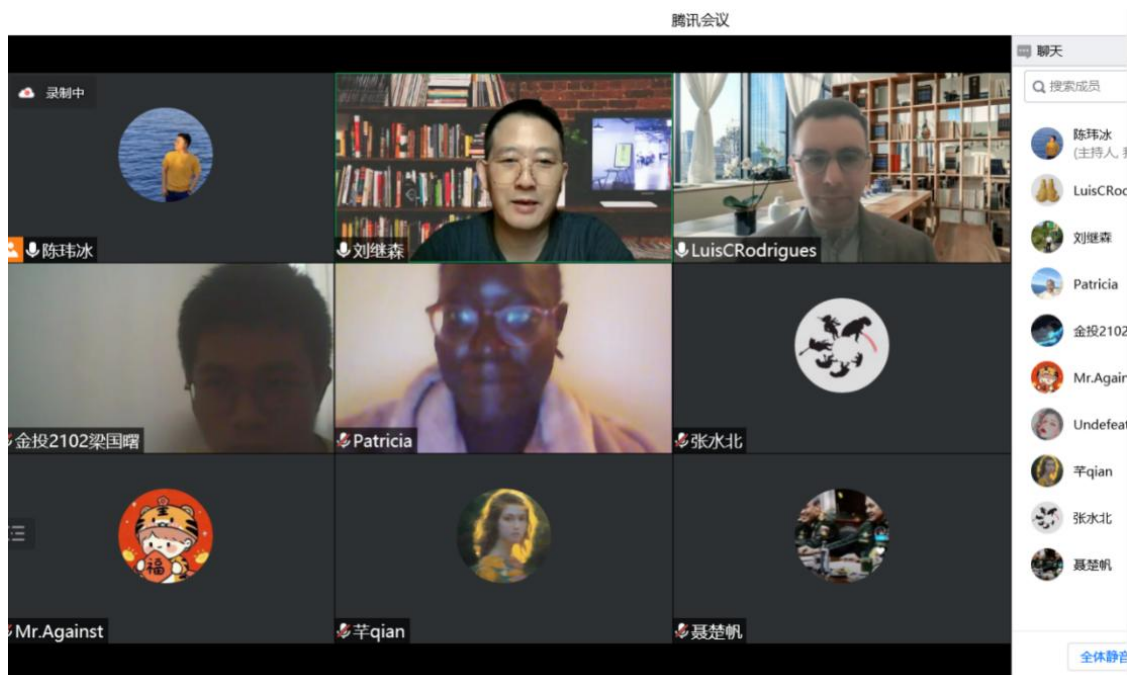 腾讯会议
录制中
陈玮冰
刘继森
LuisCRodrigues
金投2102梁国曙
Patricia
张水北
Mr.Against
芊qian
聂楚帆
福
聊天
搜索成员
陈玮冰
(主持人, 我
LuisCRod
刘继森
Patricia
金投2102
Mr.Again
Undefeat
芊qian
张水北
聂楚帆
全体静音